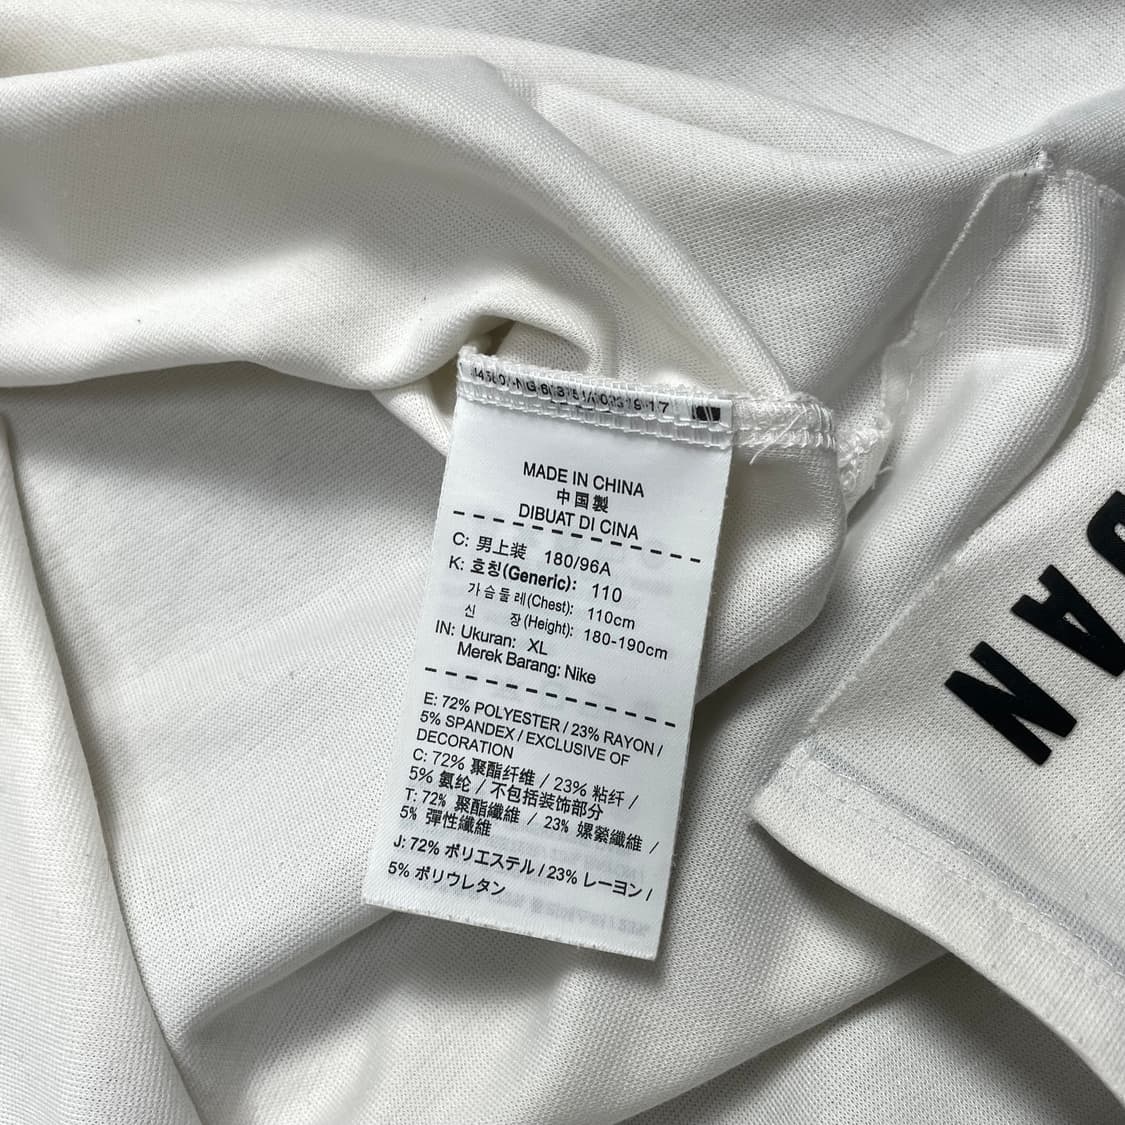 MADE IN CHINA
中国製
DIBUAT DI CINA
C: 男上装 180/96A
K: 호칭(Generic): 110
가슴둘레(Chest): 110cm
신 장(Height): 180-190cm
IN: Ukuran: XL
Merek Barang: Nike
E: 72% POLYESTER / 23% RAYON /
5% SPANDEX / EXCLUSIVE OF
DECORATION
C: 72% 聚酯纤维 / 23% 粘纤 /
5% 氨纶 / 不包括装饰部分
T: 72% 聚酯纖維 / 23% 嫘縈纖維 /
5% 彈性纖維
J: 72% ポリエステル / 23% レーヨン /
5% ポリウレタン
DAN